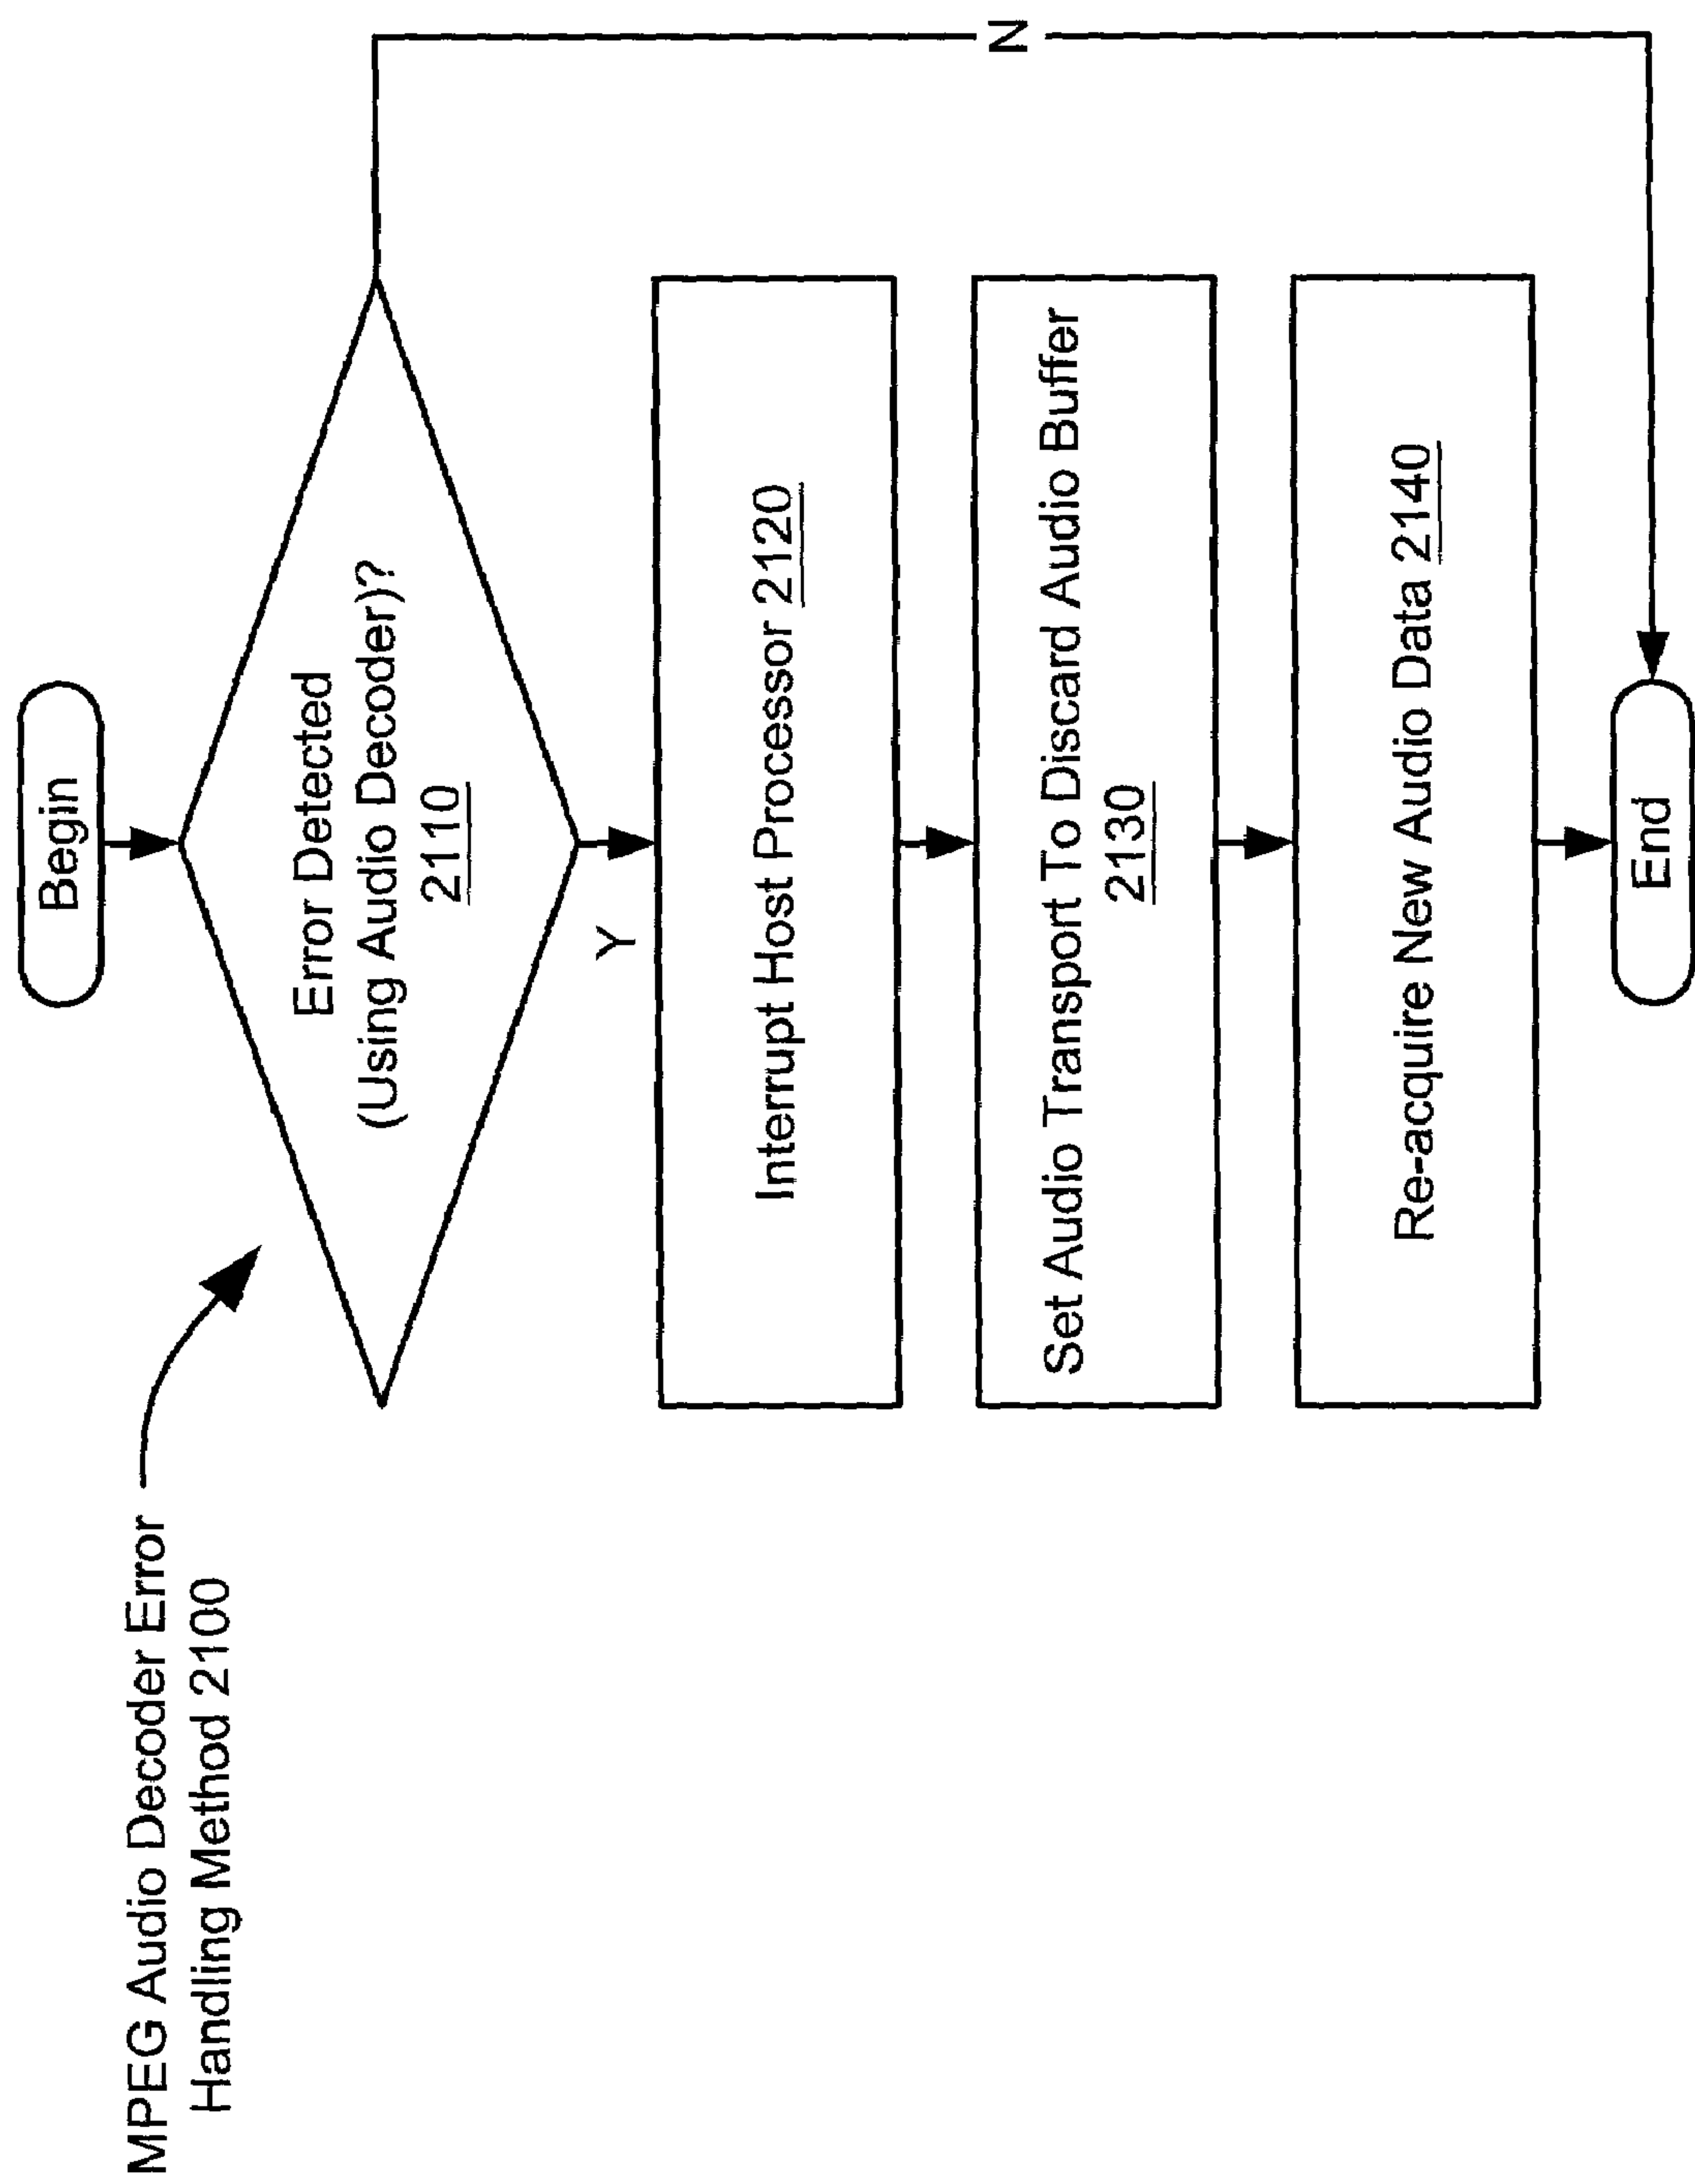 MPEG Audio Decoder Error
Handling Method 2100
Begin
Error Detected
(Using Audio Decoder)?
2110
Y
N
Interrupt Host Processor 2120
Set Audio Transport To Discard Audio Buffer
2130
Re-acquire New Audio Data 2140
End